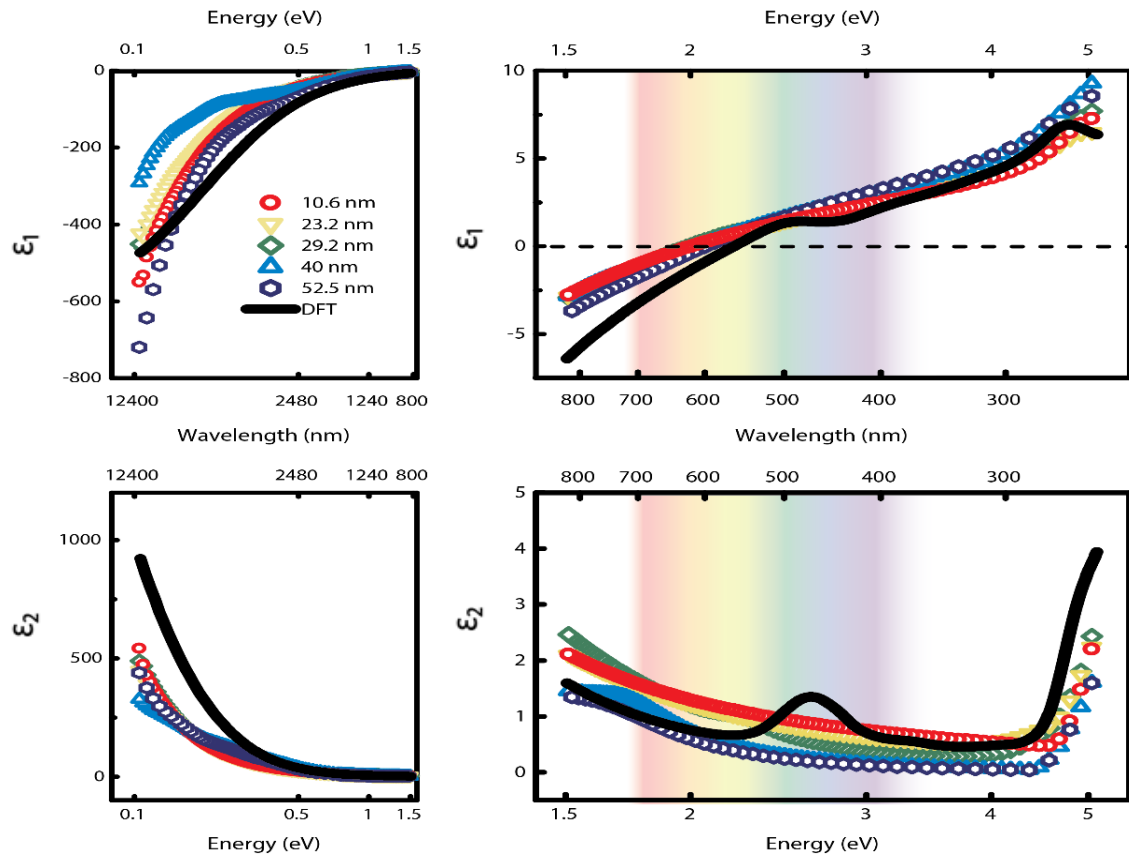 Energy (eV)
0.1 0.5 1 1.5
0
-200
-400
-600
-800
ε1
10.6 nm
23.2 nm
29.2 nm
40 nm
52.5 nm
DFT
12400 2480 1240 800
Wavelength (nm)
Energy (eV)
1.5 2 3 4 5
10
5
0
-5
ε1
800 700 600 500 400 300
Wavelength (nm)
12400 2480 1240 800
1000
500
0
ε2
0.1 0.5 1 1.5
Energy (eV)
800 700 600 500 400 300
5
4
3
2
1
0
ε2
1.5 2 3 4 5
Energy (eV)